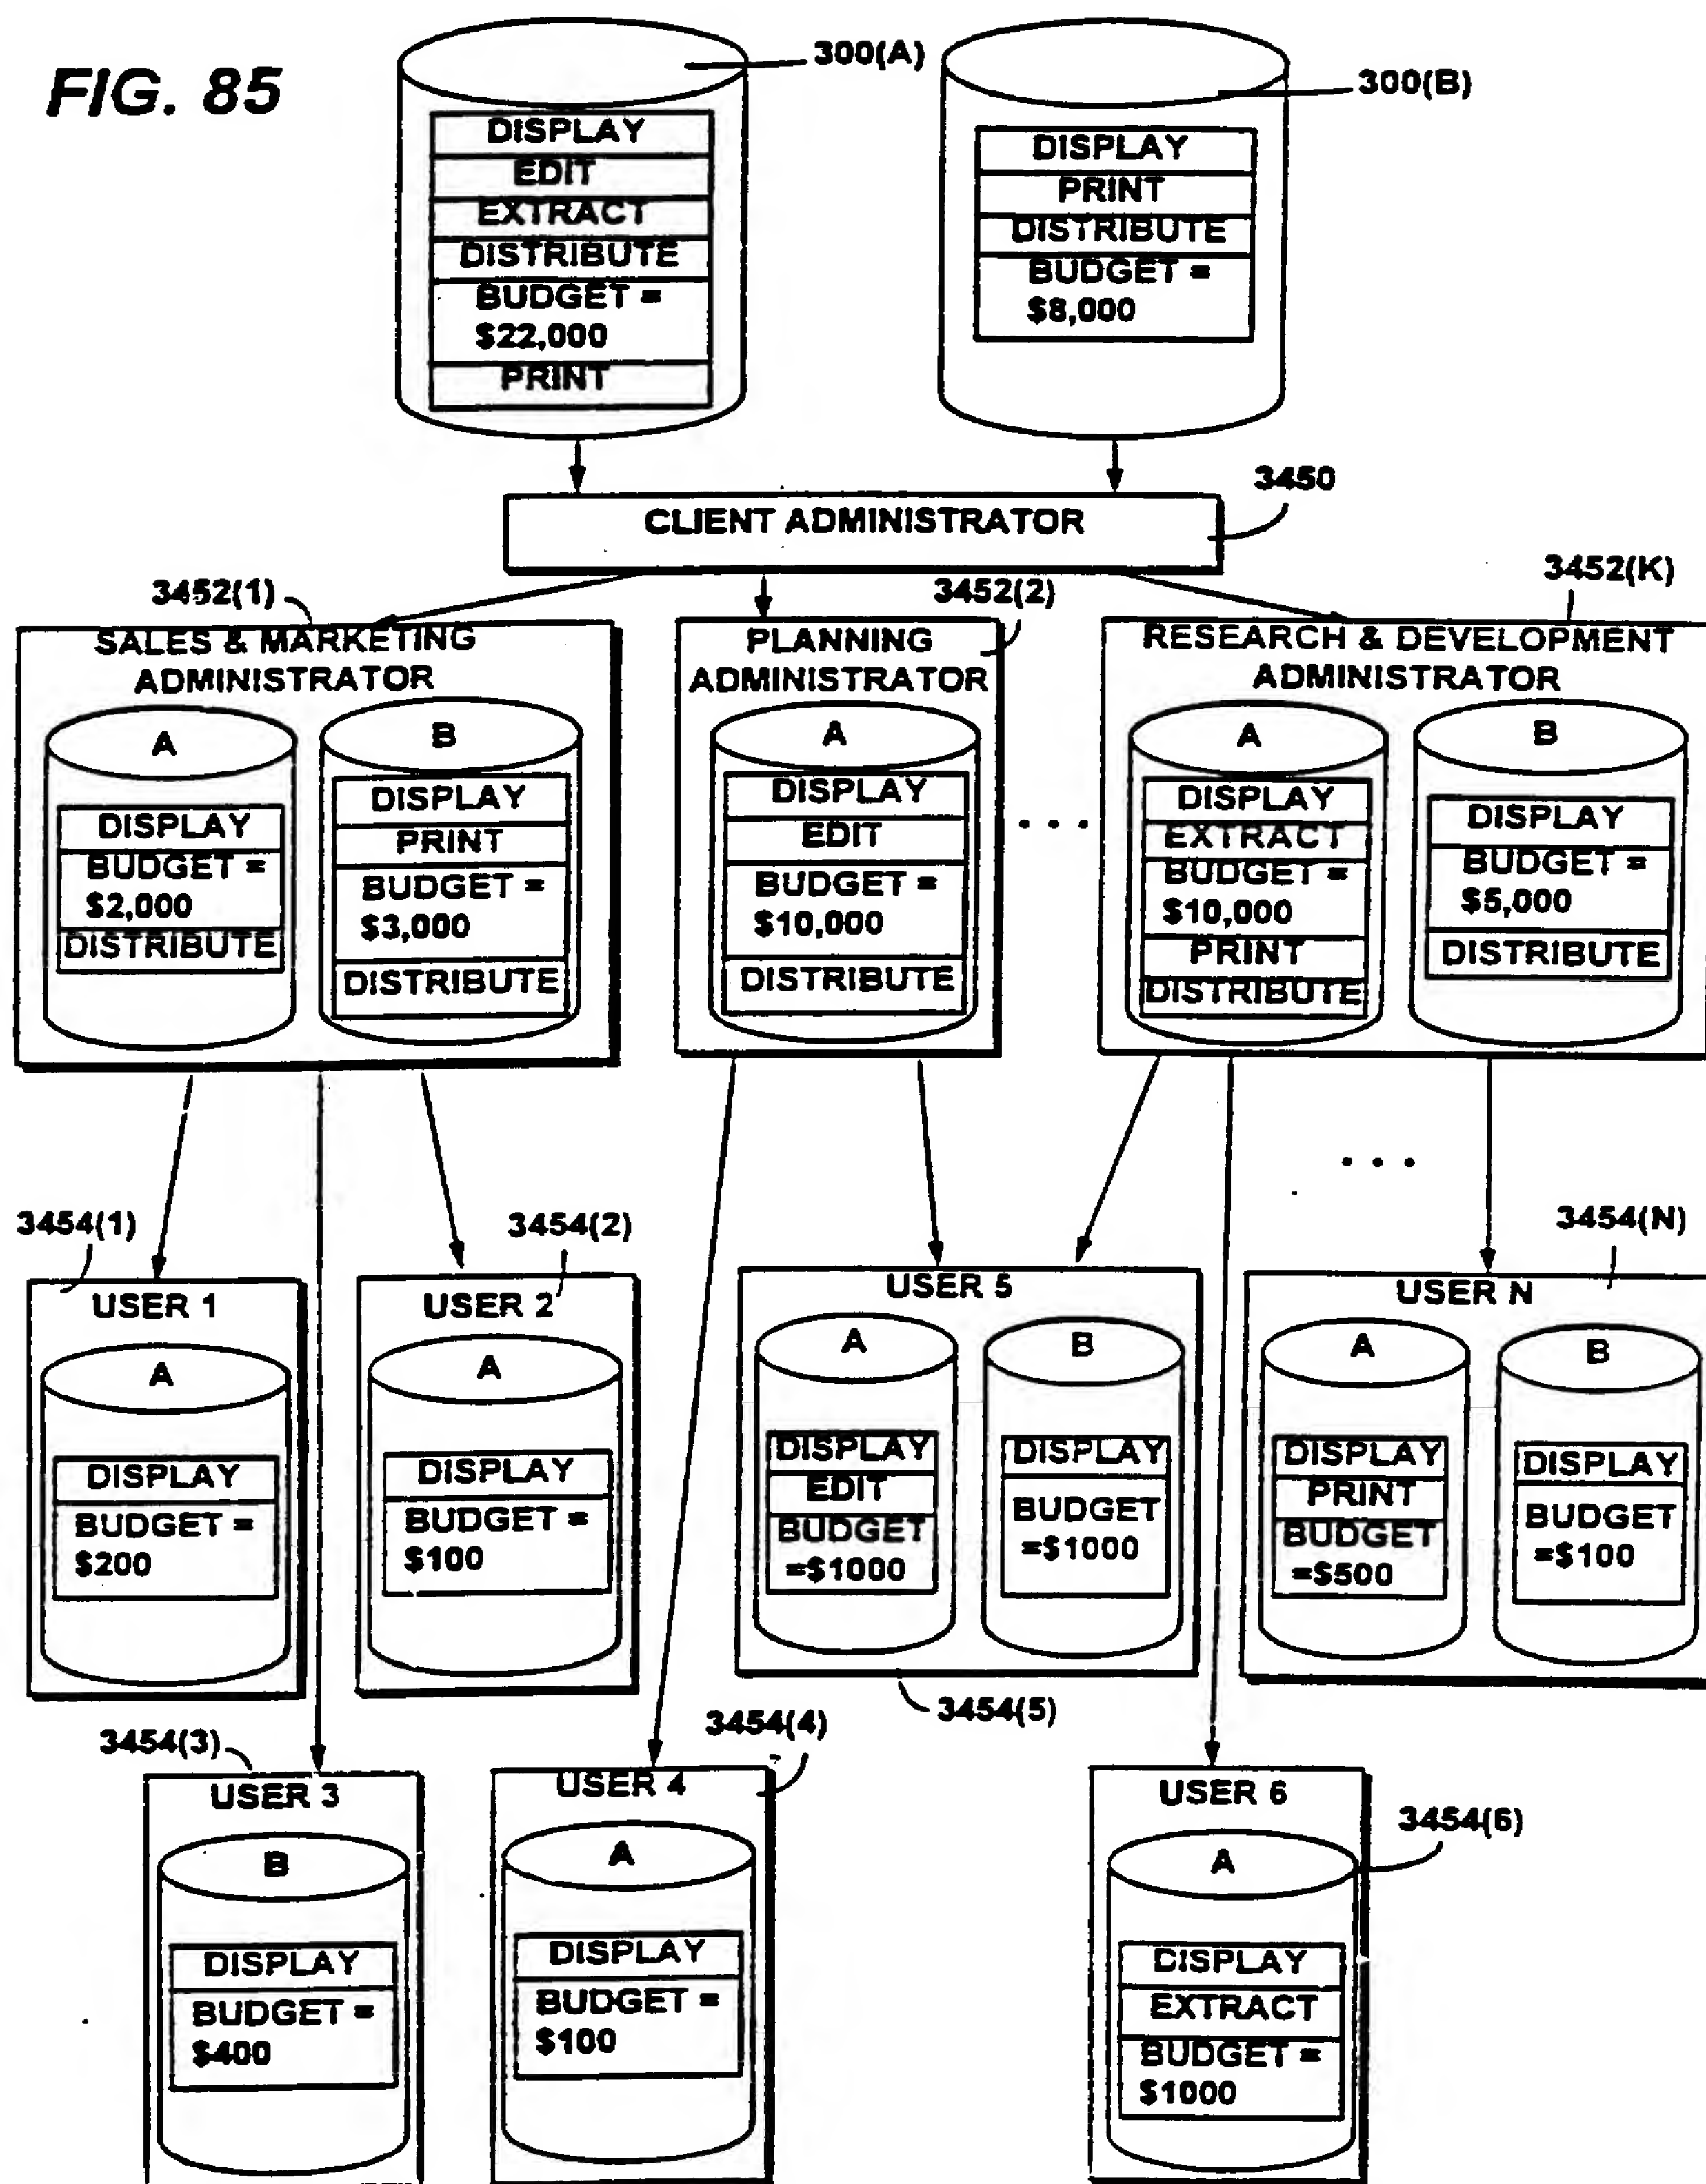 FIG. 85
300(A)
DISPLAY
EDIT
EXTRACT
DISTRIBUTE
BUDGET =
$22,000
PRINT
300(B)
DISPLAY
PRINT
DISTRIBUTE
BUDGET =
$8,000
CLIENT ADMINISTRATOR
3450
3452(1)
SALES & MARKETING
ADMINISTRATOR
A
DISPLAY
BUDGET =
$2,000
DISTRIBUTE
B
DISPLAY
PRINT
BUDGET =
$3,000
DISTRIBUTE
3452(2)
PLANNING
ADMINISTRATOR
A
DISPLAY
EDIT
BUDGET =
$10,000
DISTRIBUTE
. . .
3452(K)
RESEARCH & DEVELOPMENT
ADMINISTRATOR
A
DISPLAY
EXTRACT
BUDGET =
$10,000
PRINT
DISTRIBUTE
B
DISPLAY
BUDGET =
$5,000
DISTRIBUTE
. . .
3454(1)
USER 1
A
DISPLAY
BUDGET =
$200
3454(2)
USER 2
A
DISPLAY
BUDGET =
$100
USER 5
A
DISPLAY
EDIT
BUDGET
=$1000
B
DISPLAY
BUDGET
=$1000
3454(5)
3454(N)
USER N
A
DISPLAY
PRINT
BUDGET
=$500
B
DISPLAY
BUDGET
=$100
3454(3)
USER 3
B
DISPLAY
BUDGET =
$400
3454(4)
USER 4
A
DISPLAY
BUDGET =
$100
USER 6
3454(6)
A
DISPLAY
EXTRACT
BUDGET =
$1000